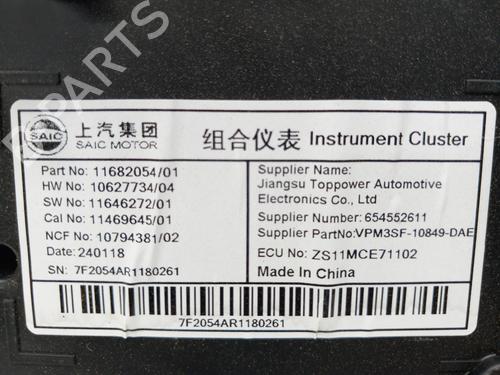 SAIC
上汽集团
SAIC MOTOR
组合仪表 Instrument Cluster
Part No: 11682054/01
HW No: 10627734/04
SW No: 11646272/01
Cal No: 11469645/01
NCF No: 10794381/02
Date: 240118
SN: 7F2054AR1180261
Supplier Name:
Jiangsu Toppower Automotive
Electronics Co., Ltd
Supplier Number: 654552611
Supplier PartNo:VPM3SF-10849-DAE
ECU No: ZS11MCE71102
Made In China
7F2054AR1180261